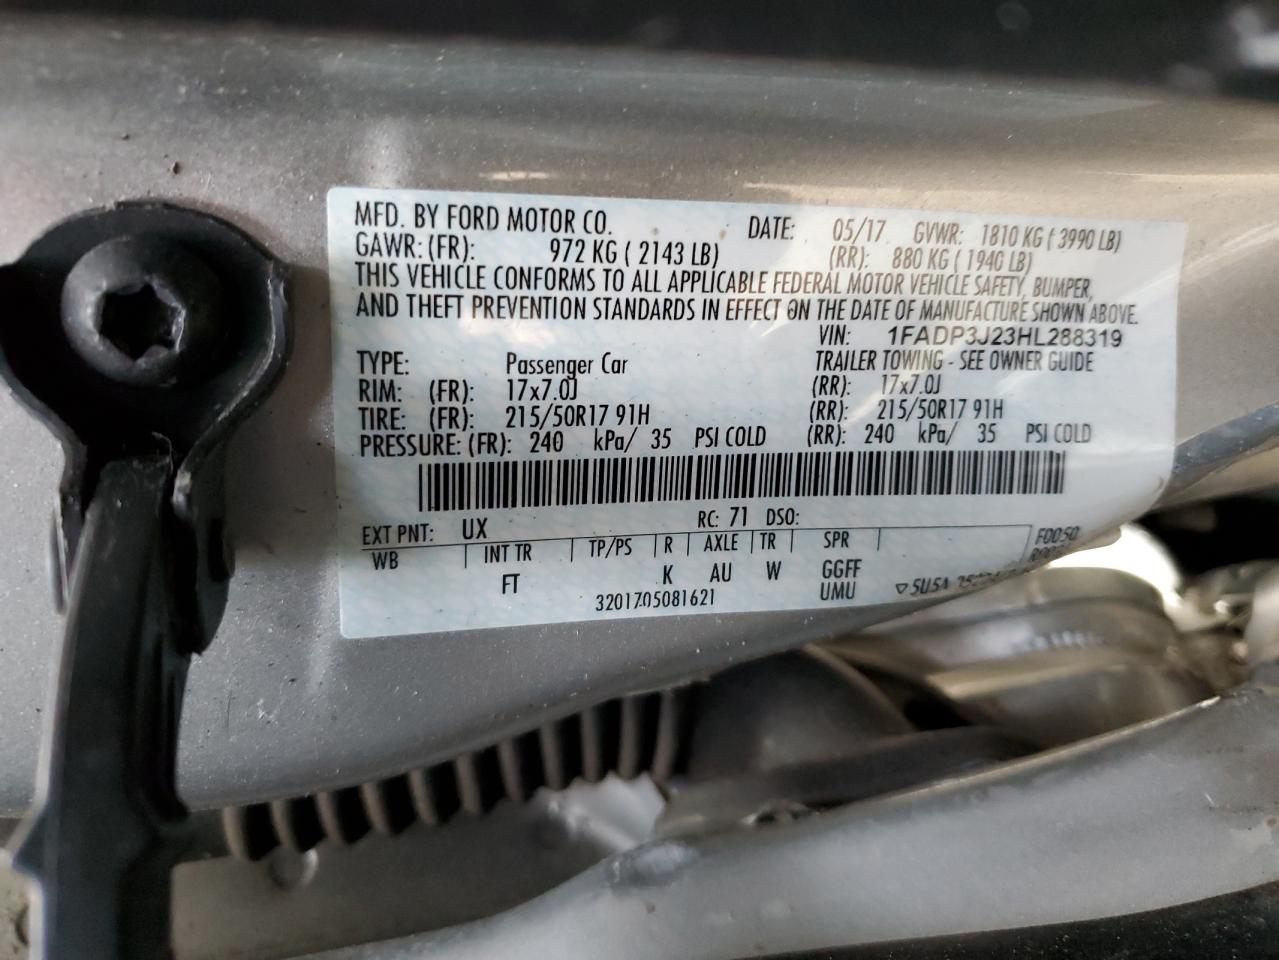 MFD. BY FORD MOTOR CO. DATE: 05/17 GVWR: 1810 KG ( 3990 LB)
GAWR: (FR): 972 KG ( 2143 LB) (RR): 880 KG ( 1940 LB)
THIS VEHICLE CONFORMS TO ALL APPLICABLE FEDERAL MOTOR VEHICLE SAFETY, BUMPER,
AND THEFT PREVENTION STANDARDS IN EFFECT ON THE DATE OF MANUFACTURE SHOWN ABOVE.
VIN: 1FADP3J23HL288319
TYPE: Passenger Car TRAILER TOWING - SEE OWNER GUIDE
RIM: (FR): 17x7.0J (RR): 17x7.0J
TIRE: (FR): 215/50R17 91H (RR): 215/50R17 91H
PRESSURE: (FR): 240 kPa/ 35 PSI COLD (RR): 240 kPa/ 35 PSI COLD
EXT PNT: UX RC: 71 DSO:
WB INT TR TP/PS R AXLE TR SPR F0050
FT K AU W GGFF
UMU
3201705081621
5U5A